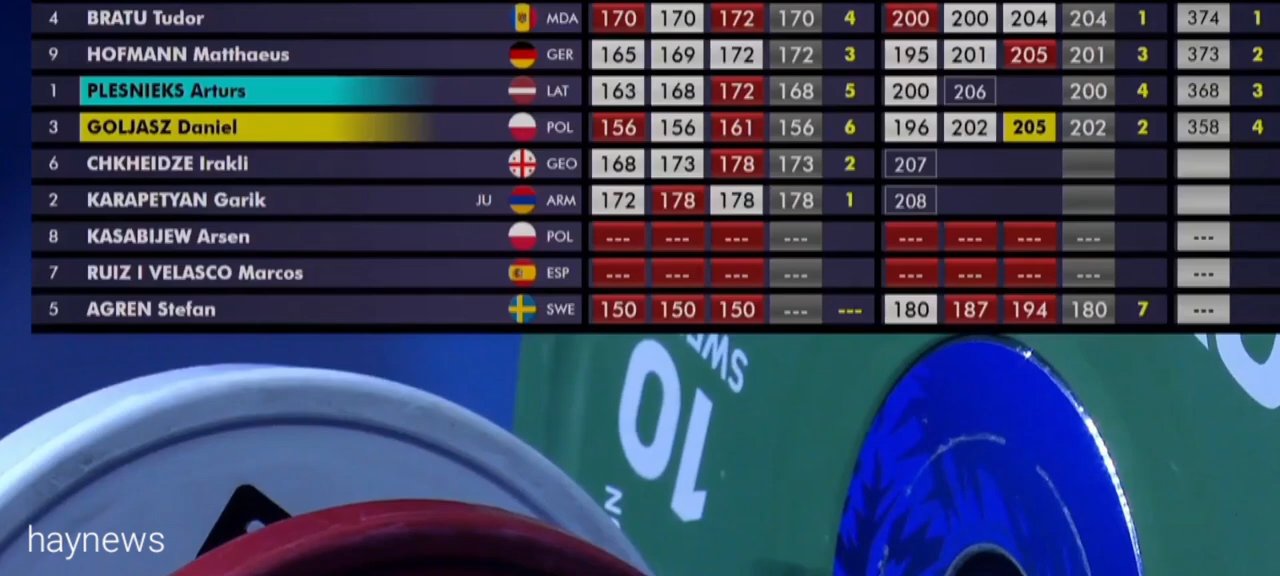 4 BRATU Tudor MDA 170 170 172 170 4 200 200 204 204 1 374 1
9 HOFMANN Matthaeus GER 165 169 172 172 3 195 201 205 201 3 373 2
1 PLESNIEKS Arturs LAT 163 168 172 168 5 200 206 200 4 368 3
3 GOLJASZ Daniel POL 156 156 161 156 6 196 202 205 202 2 358 4
6 CHKHEIDZE Irakli GEO 168 173 178 173 2 207
2 KARAPETYAN Garik JU ARM 172 178 178 178 1 208
8 KASABIJEW Arsen POL --- --- --- --- --- --- --- --- ---
7 RUIZ I VELASCO Marcos ESP --- --- --- --- --- --- --- --- ---
5 AGREN Stefan SWE 150 150 150 --- --- 180 187 194 180 7 ---
10
haynews